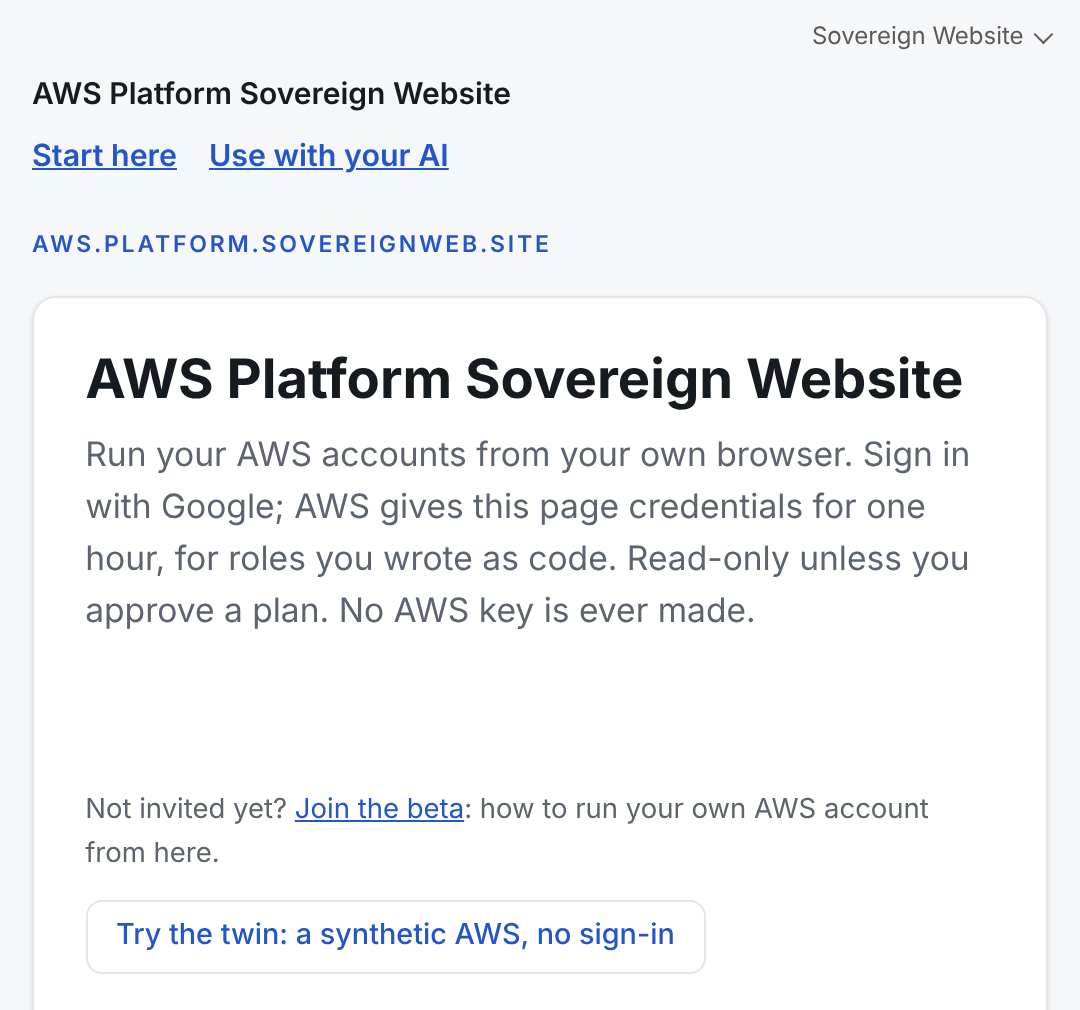 Sovereign Website
AWS Platform Sovereign Website
Start here Use with your AI
AWS.PLATFORM.SOVEREIGNWEB.SITE
AWS Platform Sovereign Website
Run your AWS accounts from your own browser. Sign in
with Google; AWS gives this page credentials for one
hour, for roles you wrote as code. Read-only unless you
approve a plan. No AWS key is ever made.
Not invited yet? Join the beta: how to run your own AWS account
from here.
Try the twin: a synthetic AWS, no sign-in